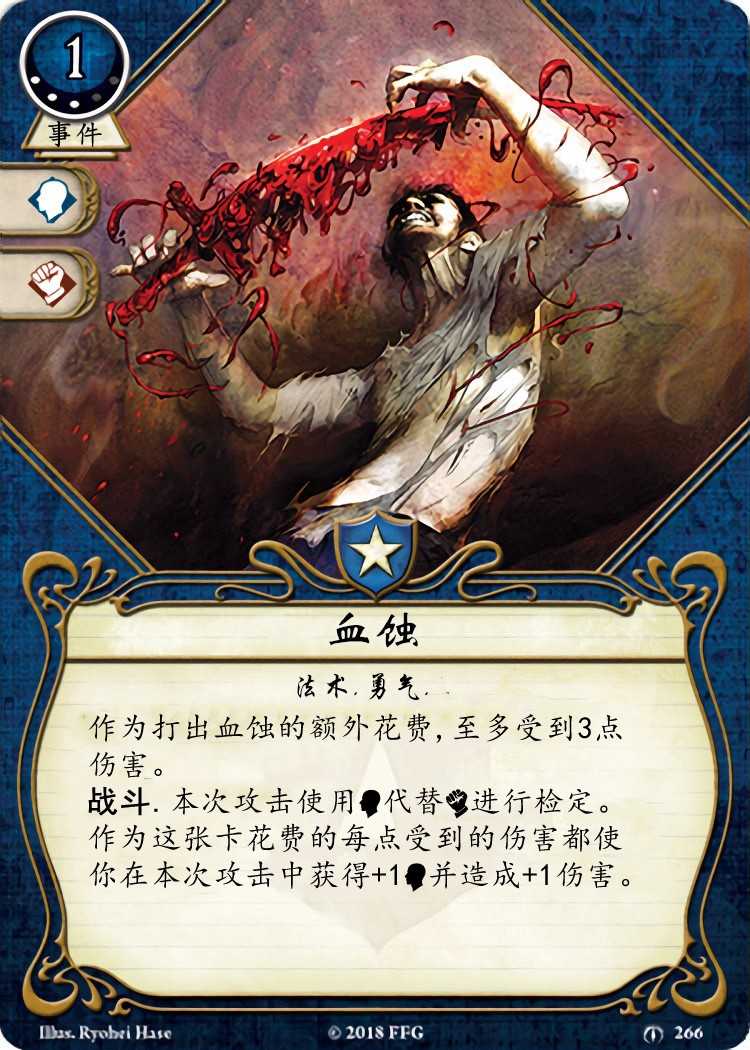 1
事件
血蚀
法术. 勇气.
作为打出血蚀的额外花费,至多受到3点
伤害。
战斗. 本次攻击使用代替进行检定。
作为这张卡花费的每点受到的伤害都使
你在本次攻击中获得+1并造成+1伤害。
Illus. Ryohei Hase
© 2018 FFG
266